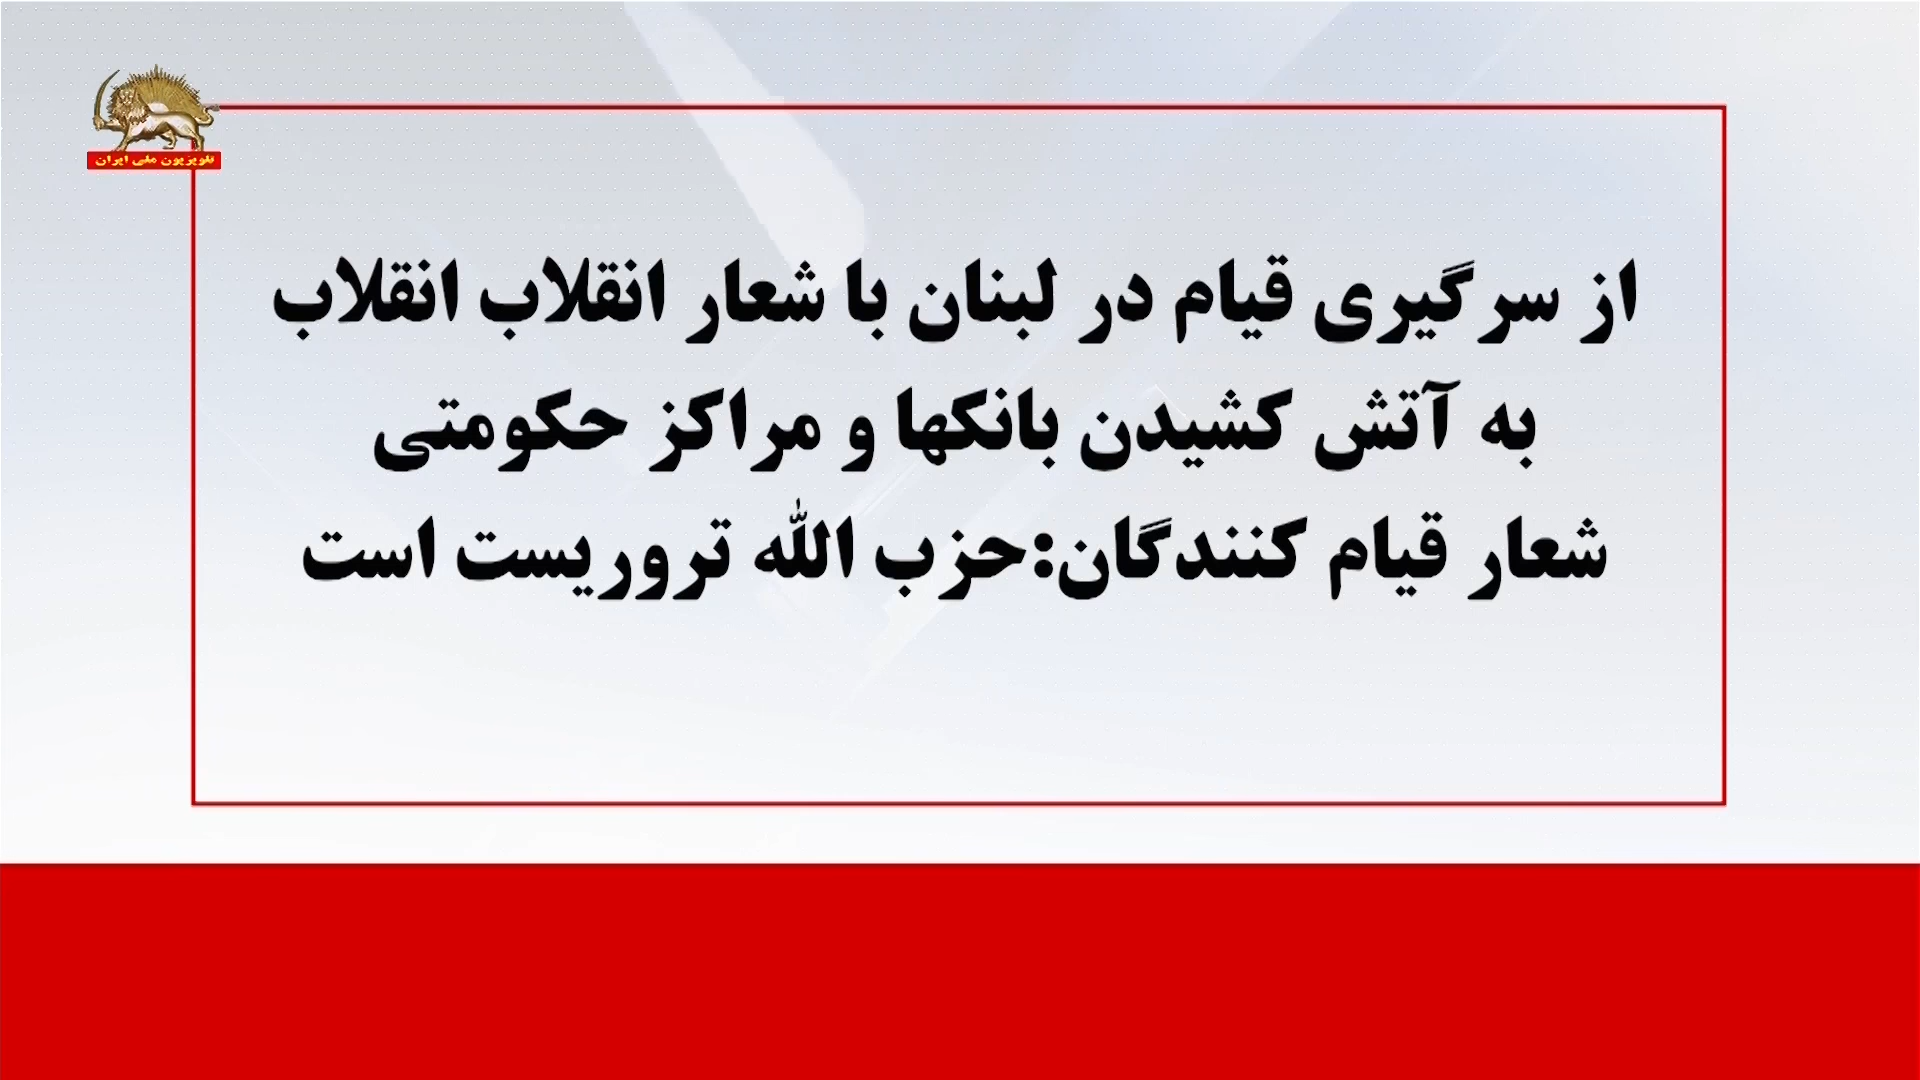 تلویزیون ملی ایران
از سرگیری قیام در لبنان با شعار انقلاب انقلاب
به آتش کشیدن بانکها و مراکز حکومتی
شعار قیام کنندگان:حزب الله تروریست است